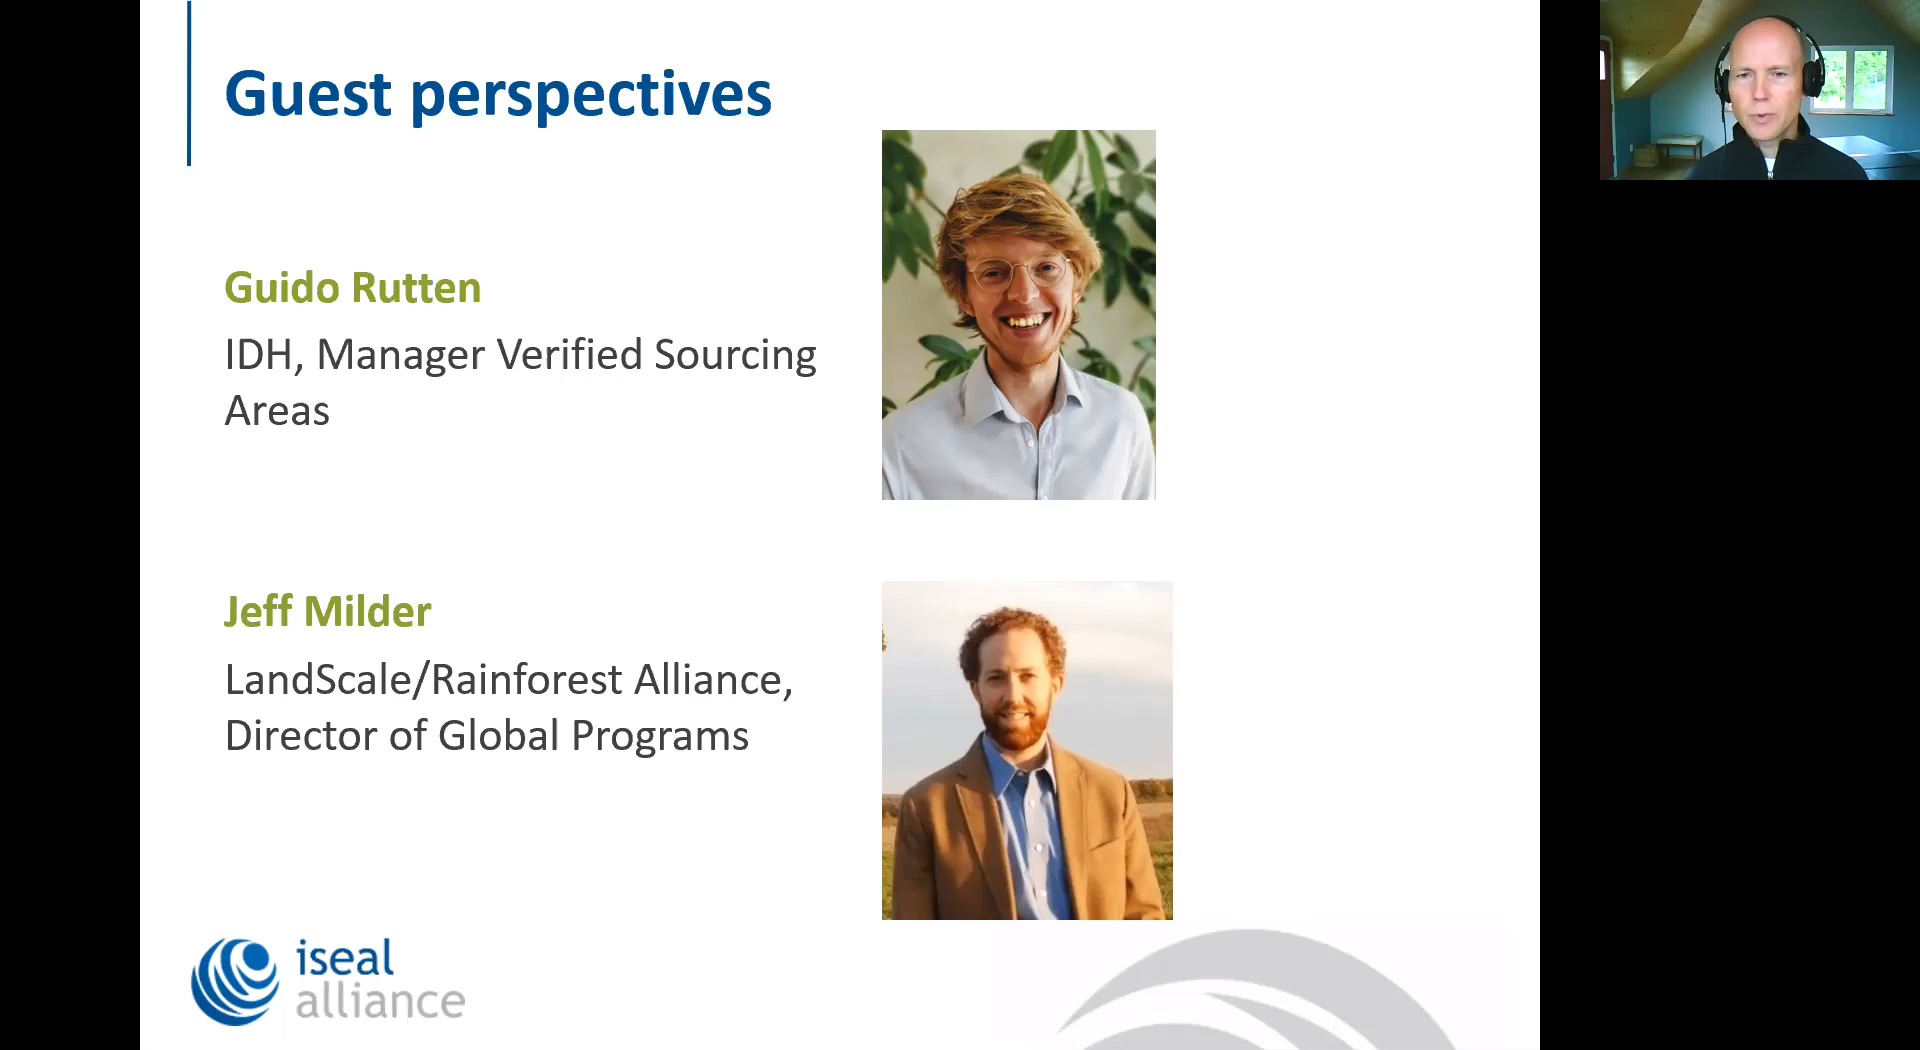 Guest perspectives
Guido Rutten
IDH, Manager Verified Sourcing
Areas
Jeff Milder
LandScale/Rainforest Alliance,
Director of Global Programs
iseal
alliance